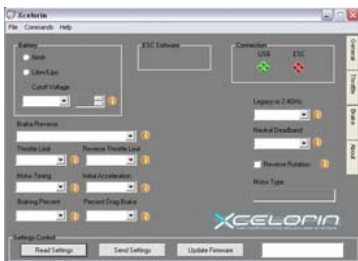 Xcelorin
File Commands Help
Battery
Nimh
LiIon/Lipo
Cutoff Voltage
ESC Software
Connection
USB ESC
General
Throttle
Brake
About
Brake/Reverse
Throttle Limit Reverse Throttle Limit
Motor Timing Initial Acceleration
Braking Percent Percent Drag Brake
Legacy or 2.4GHz
Neutral Deadband
Reverse Rotation
Motor Type
XCELORIN
Settings Control
Read Settings Send Settings Update Firmware